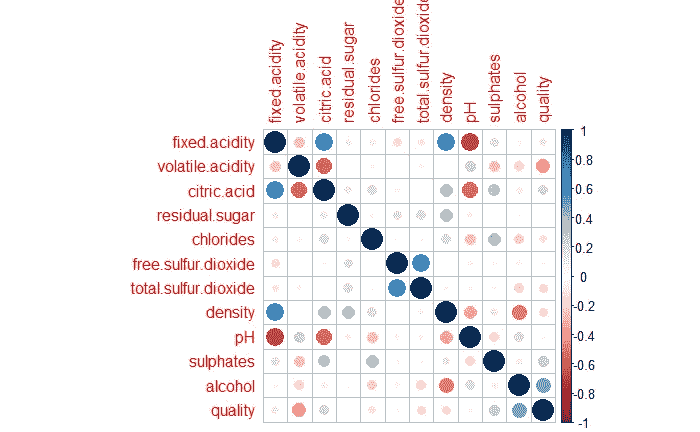 fixed.acidity
volatile.acidity
citric.acid
residual.sugar
chlorides
free.sulfur.dioxide
total.sulfur.dioxide
density
pH
sulphates
alcohol
quality
fixed.acidity
volatile.acidity
citric.acid
residual.sugar
chlorides
free.sulfur.dioxide
total.sulfur.dioxide
density
pH
sulphates
alcohol
quality
1
0.8
0.6
0.4
0.2
0
-0.2
-0.4
-0.6
-0.8
-1